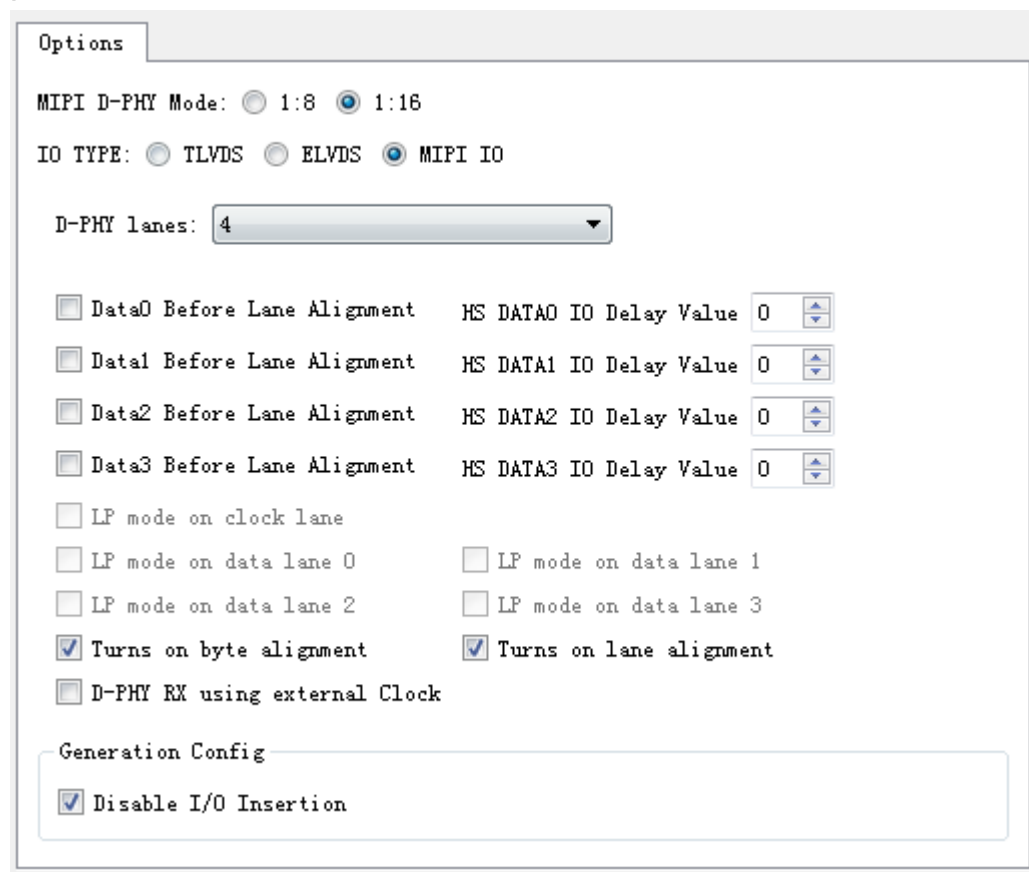 Options
MIPI D-PHY Mode: 1:8 1:16
IO TYPE: TLVDS ELVDS MIPI IO
D-PHY lanes: 4
Data0 Before Lane Alignment HS DATA0 IO Delay Value 0
Data1 Before Lane Alignment HS DATA1 IO Delay Value 0
Data2 Before Lane Alignment HS DATA2 IO Delay Value 0
Data3 Before Lane Alignment HS DATA3 IO Delay Value 0
LP mode on clock lane
LP mode on data lane 0 LP mode on data lane 1
LP mode on data lane 2 LP mode on data lane 3
Turns on byte alignment Turns on lane alignment
D-PHY RX using external Clock
Generation Config
Disable I/O Insertion